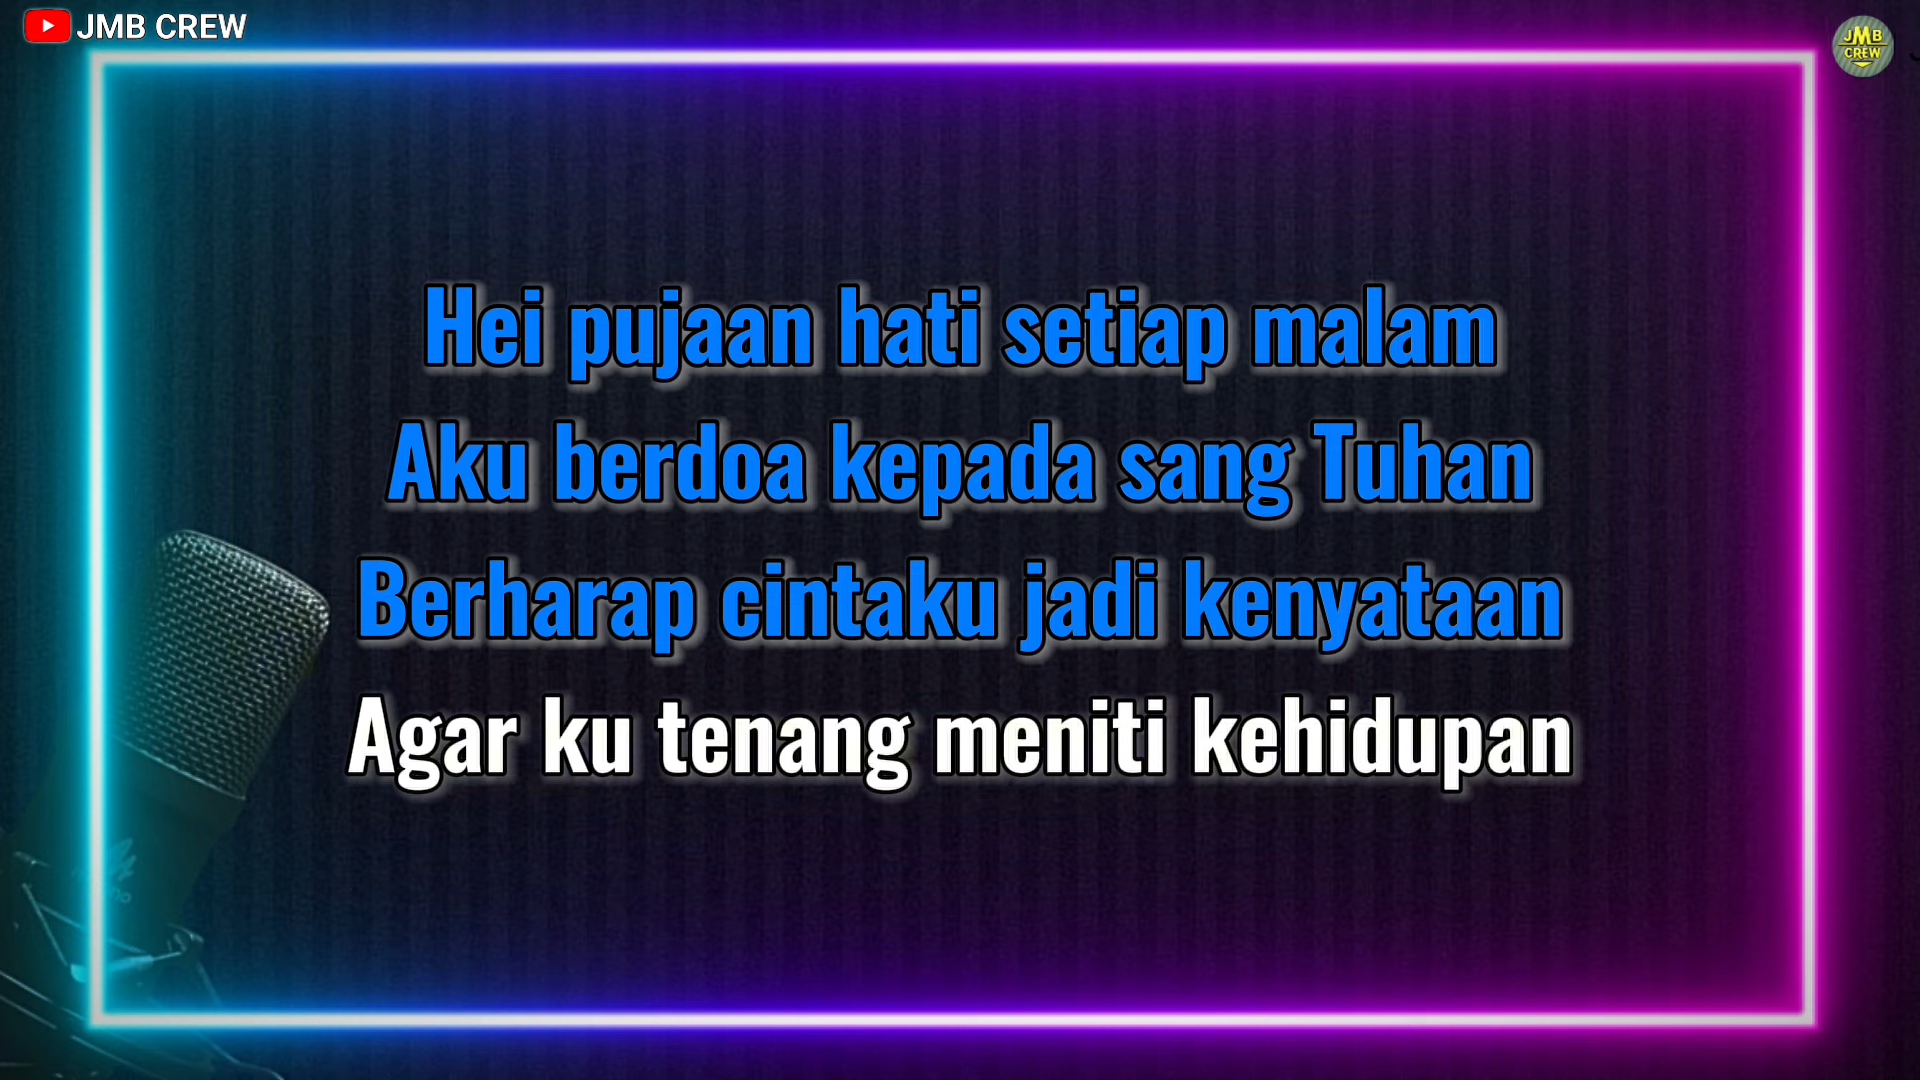 JMB CREW
JMB
CREW
Hei pujaan hati setiap malam
Aku berdoa kepada sang Tuhan
Berharap cintaku jadi kenyataan
Agar ku tenang meniti kehidupan